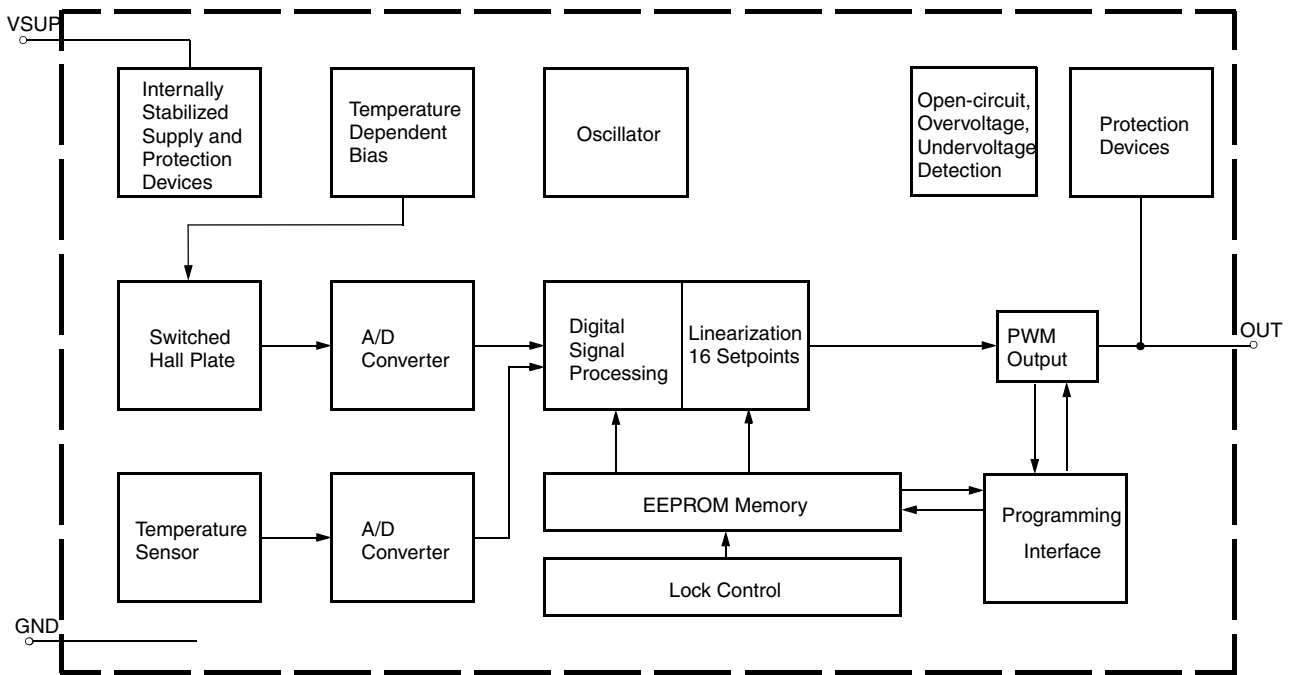 VSUP
Internally
Stabilized
Supply and
Protection
Devices
Temperature
Dependent
Bias
Oscillator
Open-circuit,
Overvoltage,
Undervoltage
Detection
Protection
Devices
Switched
Hall Plate
A/D
Converter
Digital
Signal
Processing
Linearization
16 Setpoints
PWM
Output
OUT
Temperature
Sensor
A/D
Converter
EEPROM Memory
Lock Control
Programming
Interface
GND